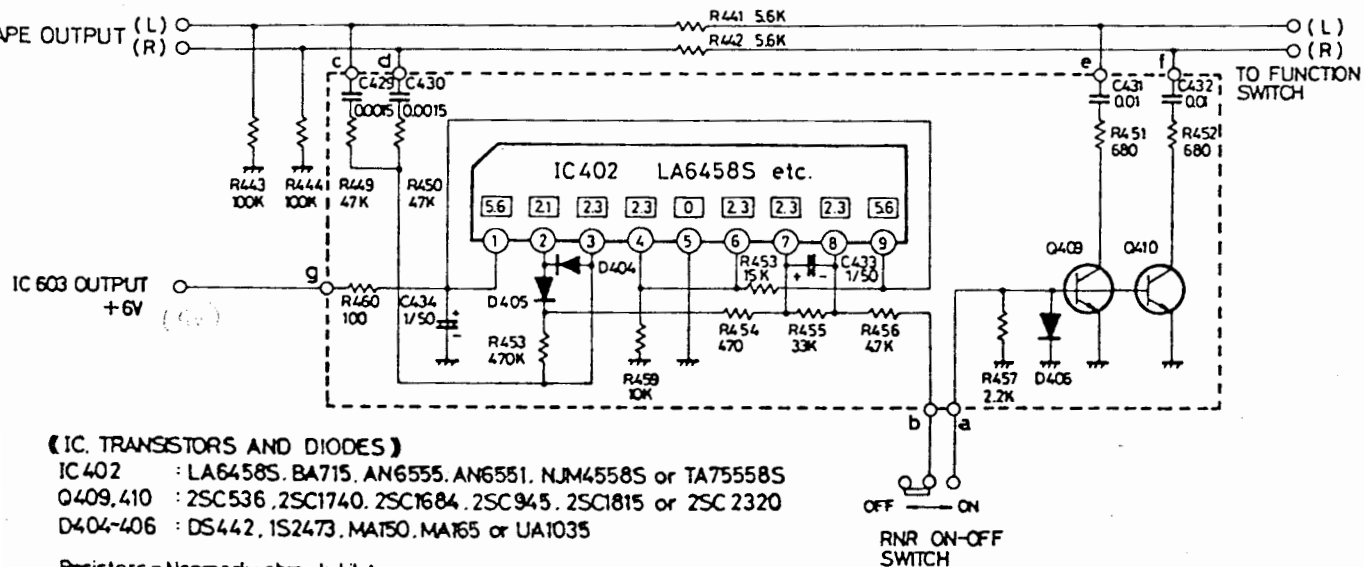 R441 5.6K
APE OUTPUT (L) (L)
(R) R442 5.6K (R)
c d e f
TO FUNCTION
SWITCH
C429 C430 C431 C432
0.0015 0.0015 0.01 0.01
R451 R452
680 680
IC402 LA6458S etc.
R443 R444 R449 R450
100K 100K 47K 47K
5.6 2.1 2.3 2.3 0 2.3 2.3 2.3 5.6
1 2 3 4 5 6 7 8 9
Q409 Q410
IC 603 OUTPUT
+6V
(6V)
g
R460
100
C434
1/50
+
-
D404
D405
R453
15K
+ -
C433
1/50
R453
470K
R454
470
R455
33K
R456
47K
R459
10K
R457
2.2K
D406
b a
OFF ON
RNR ON-OFF
SWITCH
(IC. TRANSISTORS AND DIODES)
IC402 : LA6458S. BA715. AN6555. AN6551. NJM4558S or TA75558S
Q409,410 : 2SC536 .2SC1740. 2SC1684 .2SC945. 2SC1815 or 2SC2320
D404-406 : DS442, 1S2473. MA150. MA165 or UA1035